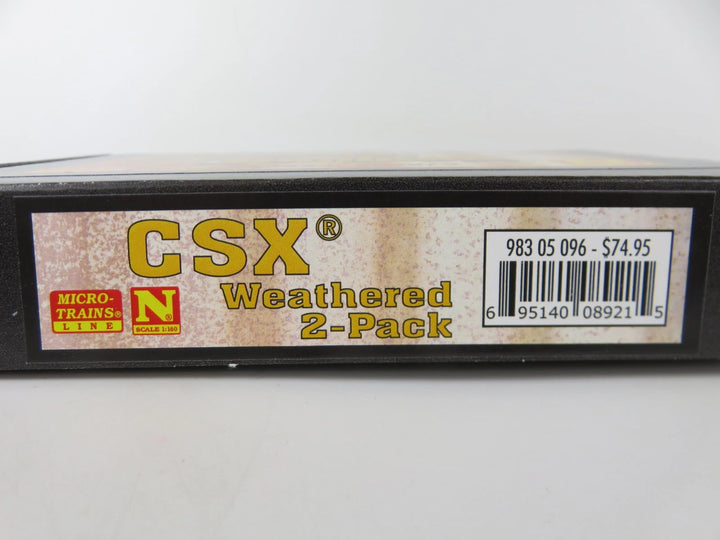 CSX®
Weathered
2-Pack
MICRO-
TRAINS®
LINE
N®
SCALE 1:160
983 05 096 - $74.95
6 95140 08921 5